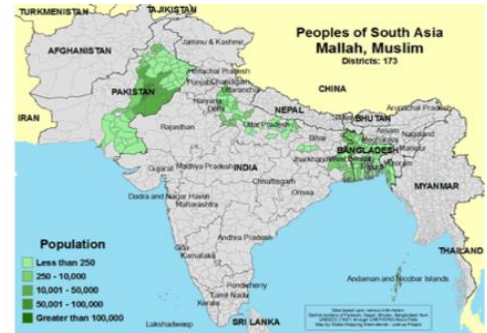 TURKMENISTAN
TAJIKISTAN
Peoples of South Asia
Mallah, Muslim
Districts: 173
AFGHANISTAN
Jammu & Kashmir
Himachal Pradesh
CHINA
PAKISTAN
Punjab Chandigarh
Uttaranchal
IRAN
Haryana
Delhi
NEPAL
BHUTAN
Arunachal Pradesh
Rajasthan
Uttar Pradesh
Assam
Nagaland
Bihar
Meghalaya
Manipur
BANGLADESH
Jharkhand
West Bengal
Tripura
Mizoram
Gujarat
Madhya Pradesh
INDIA
Chhattisgarh
MYANMAR
Dadra and Nagar Haveli
Orissa
Maharashtra
Population
Less than 250
250 - 10,000
10,001 - 50,000
50,001 - 100,000
Greater than 100,000
Andhra Pradesh
THAILAND
Goa
Karnataka
Pondicherry
Andaman and Nicobar Islands
Tamil Nadu
Kerala
Lakshadweep
SRI LANKA